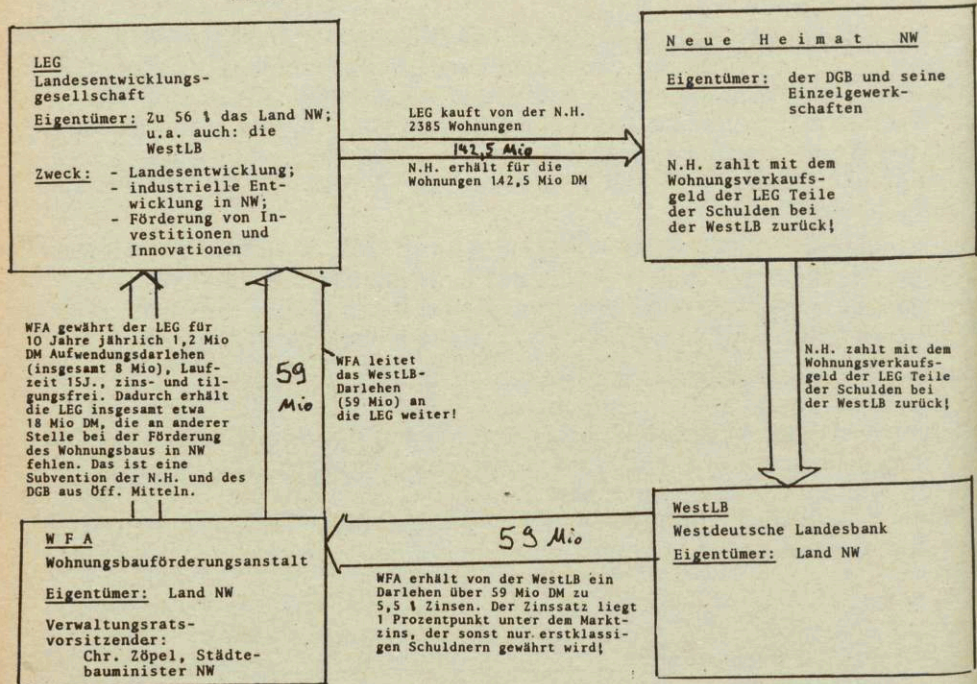 LEG
Landesentwicklungs-
gesellschaft
Eigentümer: Zu 56 % das Land NW;
u.a. auch: die
WestLB
Zweck: - Landesentwicklung;
- industrielle Ent-
wicklung in NW;
- Förderung von In-
vestitionen und
Innovationen
LEG kauft von der N.H.
2385 Wohnungen
142,5 Mio
N.H. erhält für die
Wohnungen 142,5 Mio DM
Neue Heimat NW
Eigentümer: der DGB und seine
Einzelgewerk-
schaften
N.H. zahlt mit dem
Wohnungsverkaufs-
geld der LEG Teile
der Schulden bei
der WestLB zurück!
WFA gewährt der LEG für
10 Jahre jährlich 1,2 Mio
DM Aufwendungsdarlehen
(insgesamt 8 Mio), Lauf-
zeit 15J., zins- und til-
gungsfrei. Dadurch erhält
die LEG insgesamt etwa
18 Mio DM, die an anderer
Stelle bei der Förderung
des Wohnungsbaus in NW
fehlen. Das ist eine
Subvention der N.H. und des
DGB aus Öff. Mitteln.
59
Mio
WFA leitet
das WestLB-
Darlehen
(59 Mio) an
die LEG weiter!
N.H. zahlt mit dem
Wohnungsverkaufs-
geld der LEG Teile
der Schulden bei
der WestLB zurück!
WFA
Wohnungsbauförderungsanstalt
Eigentümer: Land NW
Verwaltungsrats-
vorsitzender:
Chr. Zöpel, Städte-
bauminister NW
59 Mio
WFA erhält von der WestLB ein
Darlehen über 59 Mio DM zu
5,5 % Zinsen. Der Zinssatz liegt
1 Prozentpunkt unter dem Markt-
zins, der sonst nur erstklassi-
gen Schuldnern gewährt wird!
WestLB
Westdeutsche Landesbank
Eigentümer: Land NW